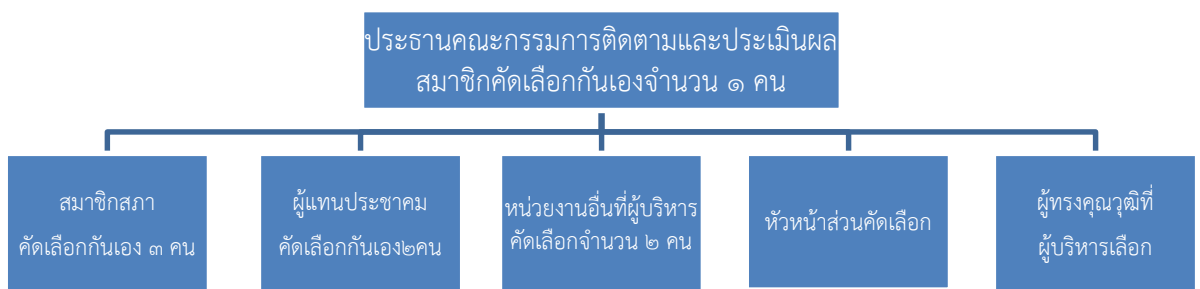 ประธานคณะกรรมการติดตามและประเมินผล
สมาชิกคัดเลือกกันเองจำนวน ๑ คน
สมาชิกสภา
คัดเลือกกันเอง ๓ คน
ผู้แทนประชาคม
คัดเลือกกันเอง๒คน
หน่วยงานอื่นที่ผู้บริหาร
คัดเลือกจำนวน ๒ คน
หัวหน้าส่วนคัดเลือก
ผู้ทรงคุณวุฒิที่
ผู้บริหารเลือก